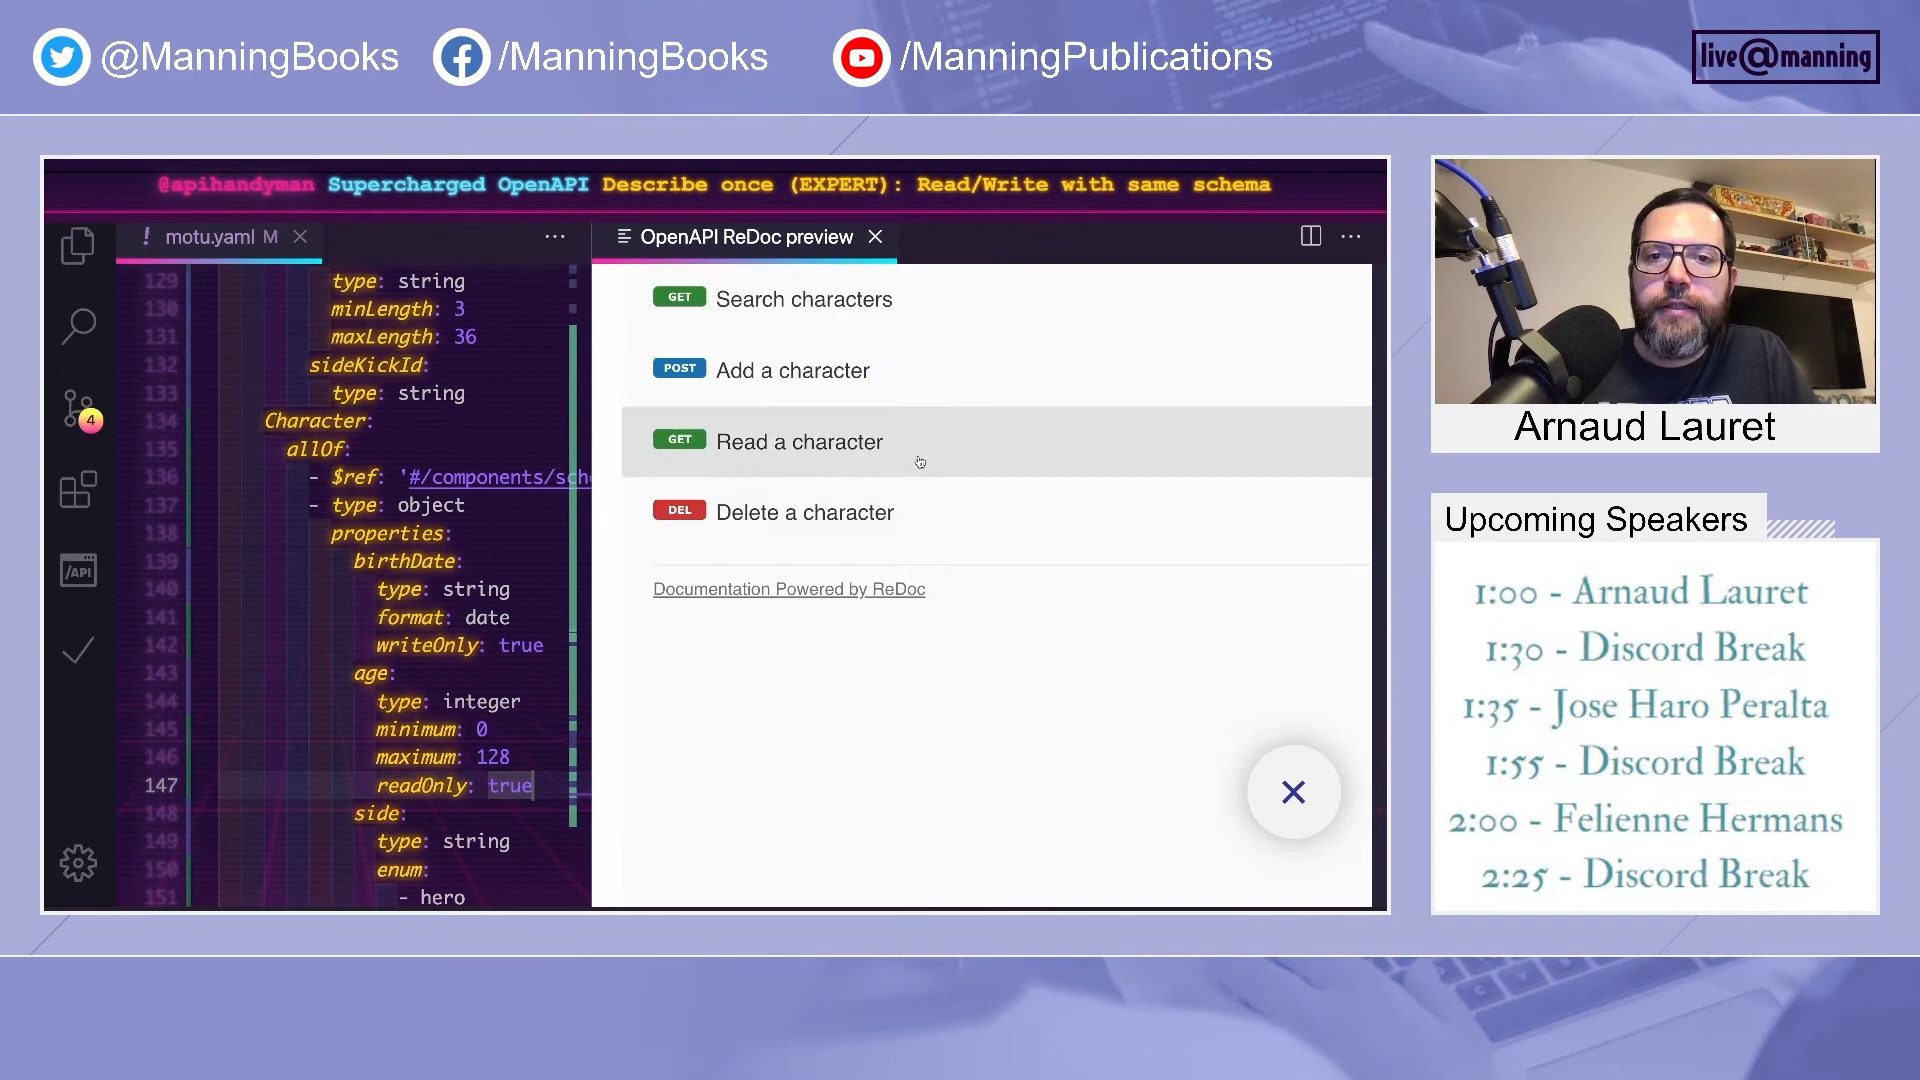 @ManningBooks
/ManningBooks
/ManningPublications
live@manning
@apihandyman Supercharged OpenAPI Describe once (EXPERT): Read/Write with same schema
! motu.yaml M
OpenAPI ReDoc preview
129 type: string
130 minLength: 3
131 maxLength: 36
132 sideKickId:
133 type: string
134 Character:
135 allOf:
136 - $ref: '#/components/sch
137 - type: object
138 properties:
139 birthDate:
140 type: string
141 format: date
142 writeOnly: true
143 age:
144 type: integer
145 minimum: 0
146 maximum: 128
147 readOnly: true
148 side:
149 type: string
150 enum:
151 - hero
4
/API
GET Search characters
POST Add a character
GET Read a character
DEL Delete a character
Documentation Powered by ReDoc
Arnaud Lauret
Upcoming Speakers
1:00 - Arnaud Lauret
1:30 - Discord Break
1:35 - Jose Haro Peralta
1:55 - Discord Break
2:00 - Felienne Hermans
2:25 - Discord Break